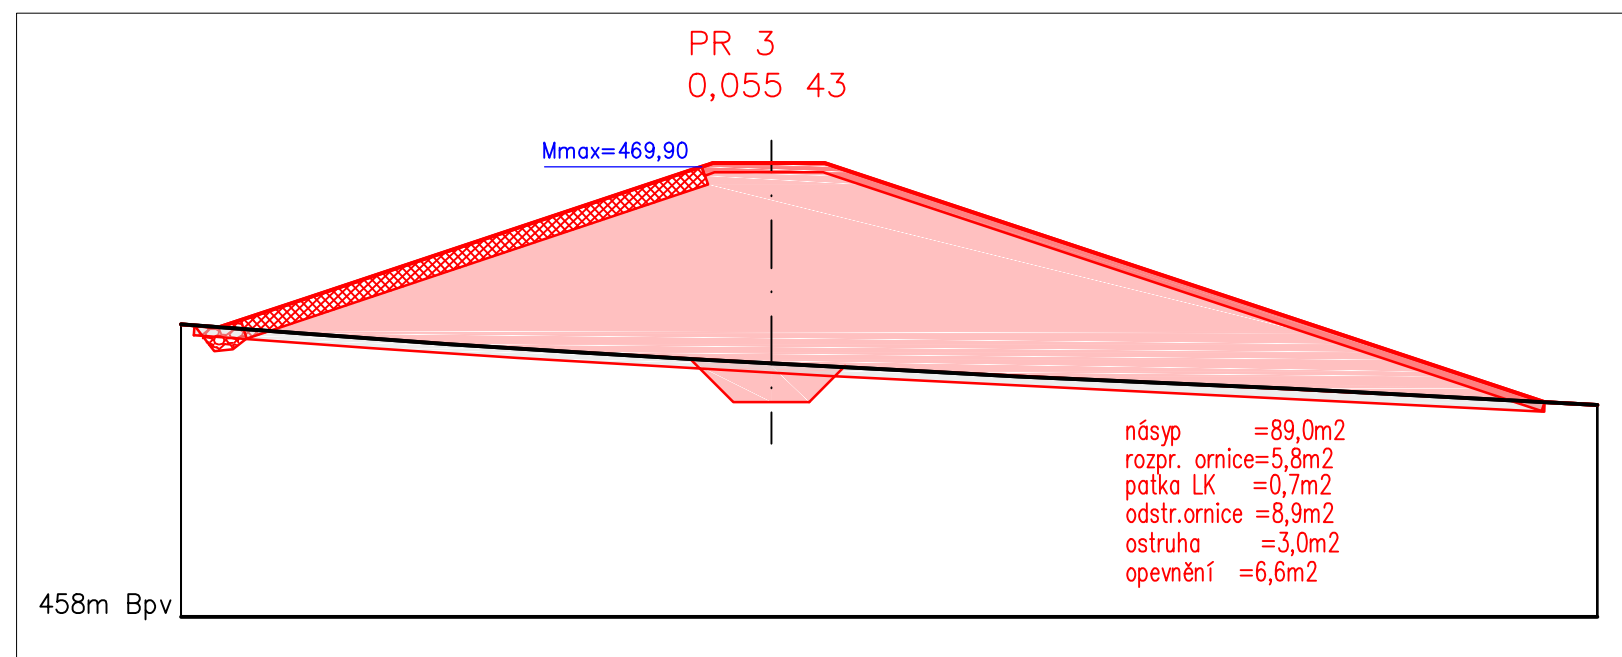 PR 3
0,055 43
Mmax=469,90
násyp =89,0m2
rozpr. ornice=5,8m2
patka LK =0,7m2
odstr.ornice =8,9m2
ostruha =3,0m2
opevnění =6,6m2
458m Bpv